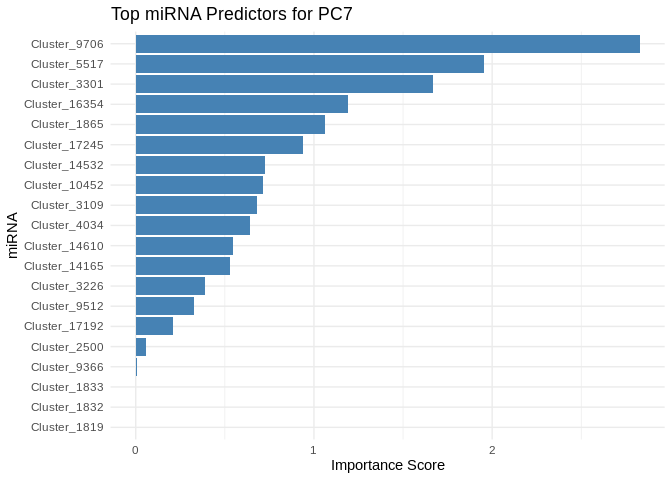 Top miRNA Predictors for PC7
Cluster_9706
Cluster_5517
Cluster_3301
Cluster_16354
Cluster_1865
Cluster_17245
Cluster_14532
Cluster_10452
Cluster_3109
Cluster_4034
Cluster_14610
Cluster_14165
Cluster_3226
Cluster_9512
Cluster_17192
Cluster_2500
Cluster_9366
Cluster_1833
Cluster_1832
Cluster_1819
miRNA
0 1 2
Importance Score